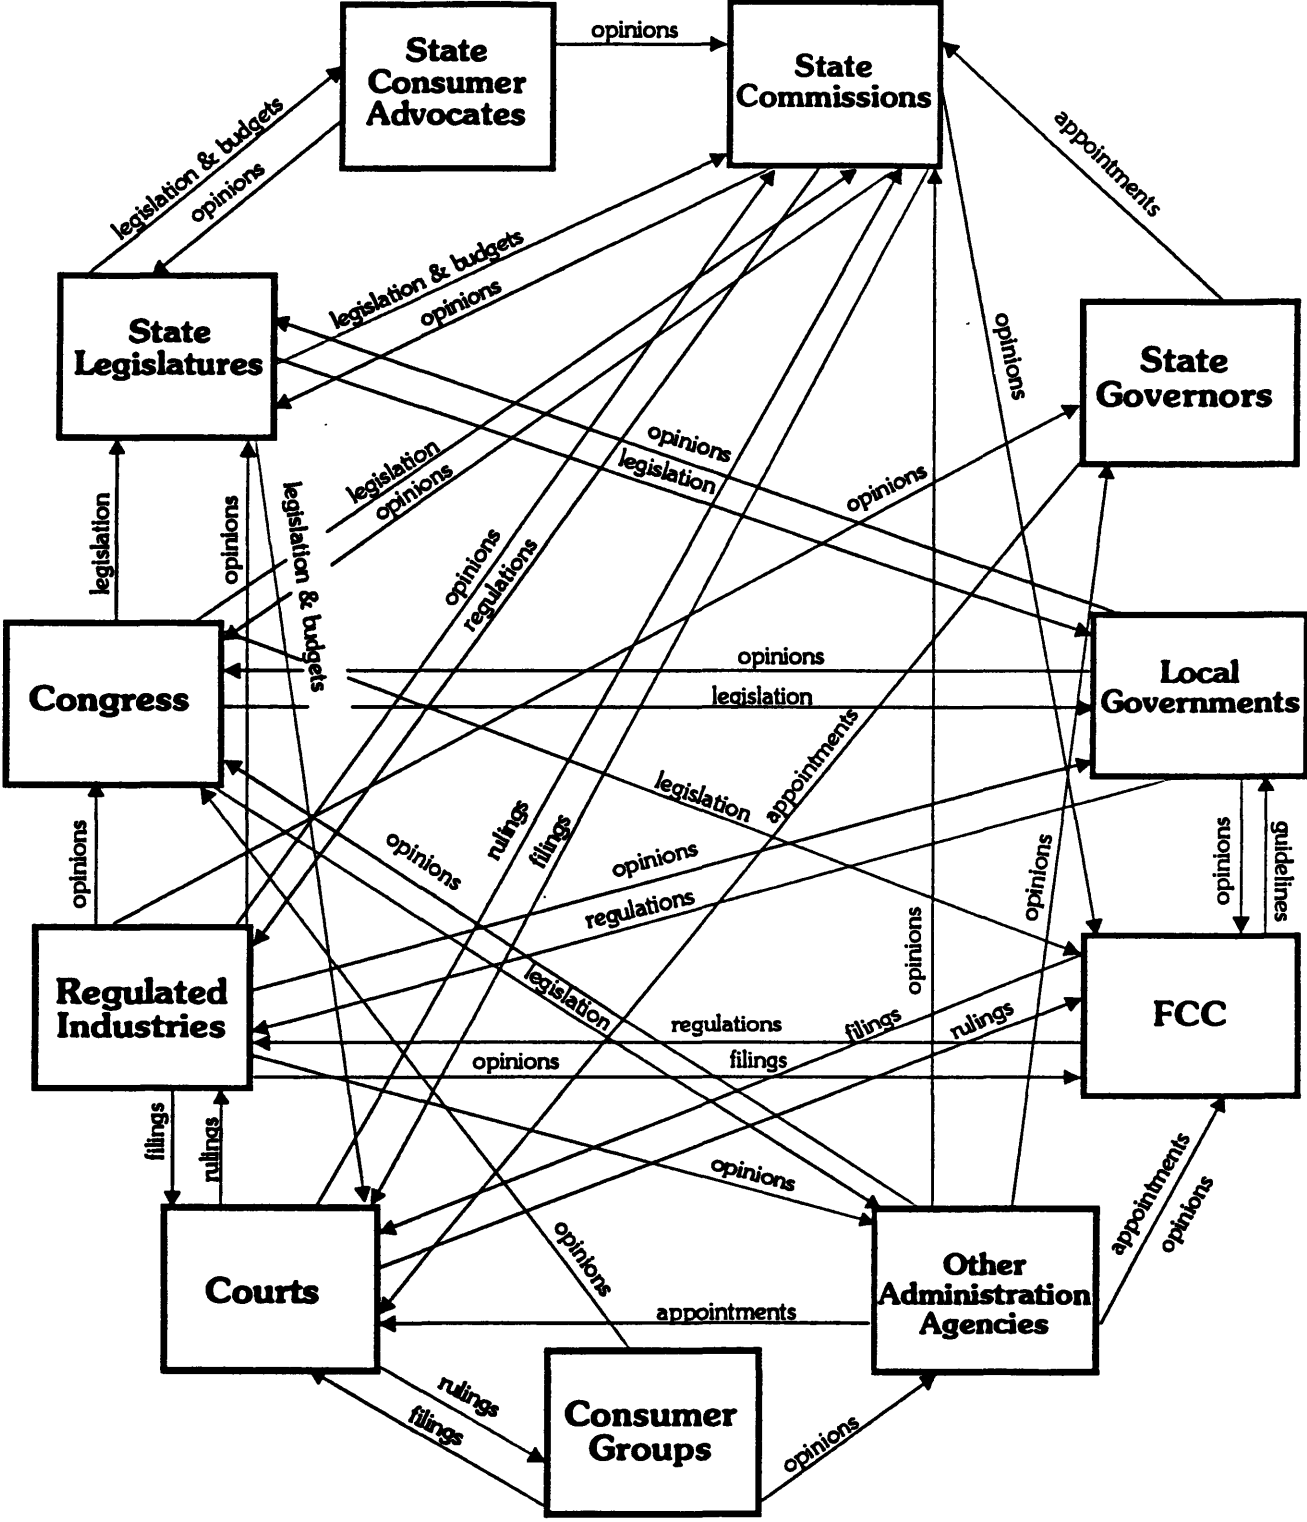 State
Consumer
Advocates
opinions
State
Commissions
appointments
legislation & budgets
opinions
legislation & budgets
opinions
State
Legislatures
opinions
State
Governors
opinions
legislation
opinions
legislation
opinions
legislation
opinions
legislation & budgets
opinions
regulations
Congress
opinions
legislation
Local
Governments
legislation
appointments
opinions
opinions
rulings
filings
opinions
regulations
opinions
opinions
opinions
guidelines
Regulated
Industries
legislation
opinions
FCC
regulations
filings
rulings
opinions
filings
filings
rulings
opinions
appointments
opinions
Courts
opinions
appointments
Other
Administration
Agencies
rulings
filings
Consumer
Groups
opinions